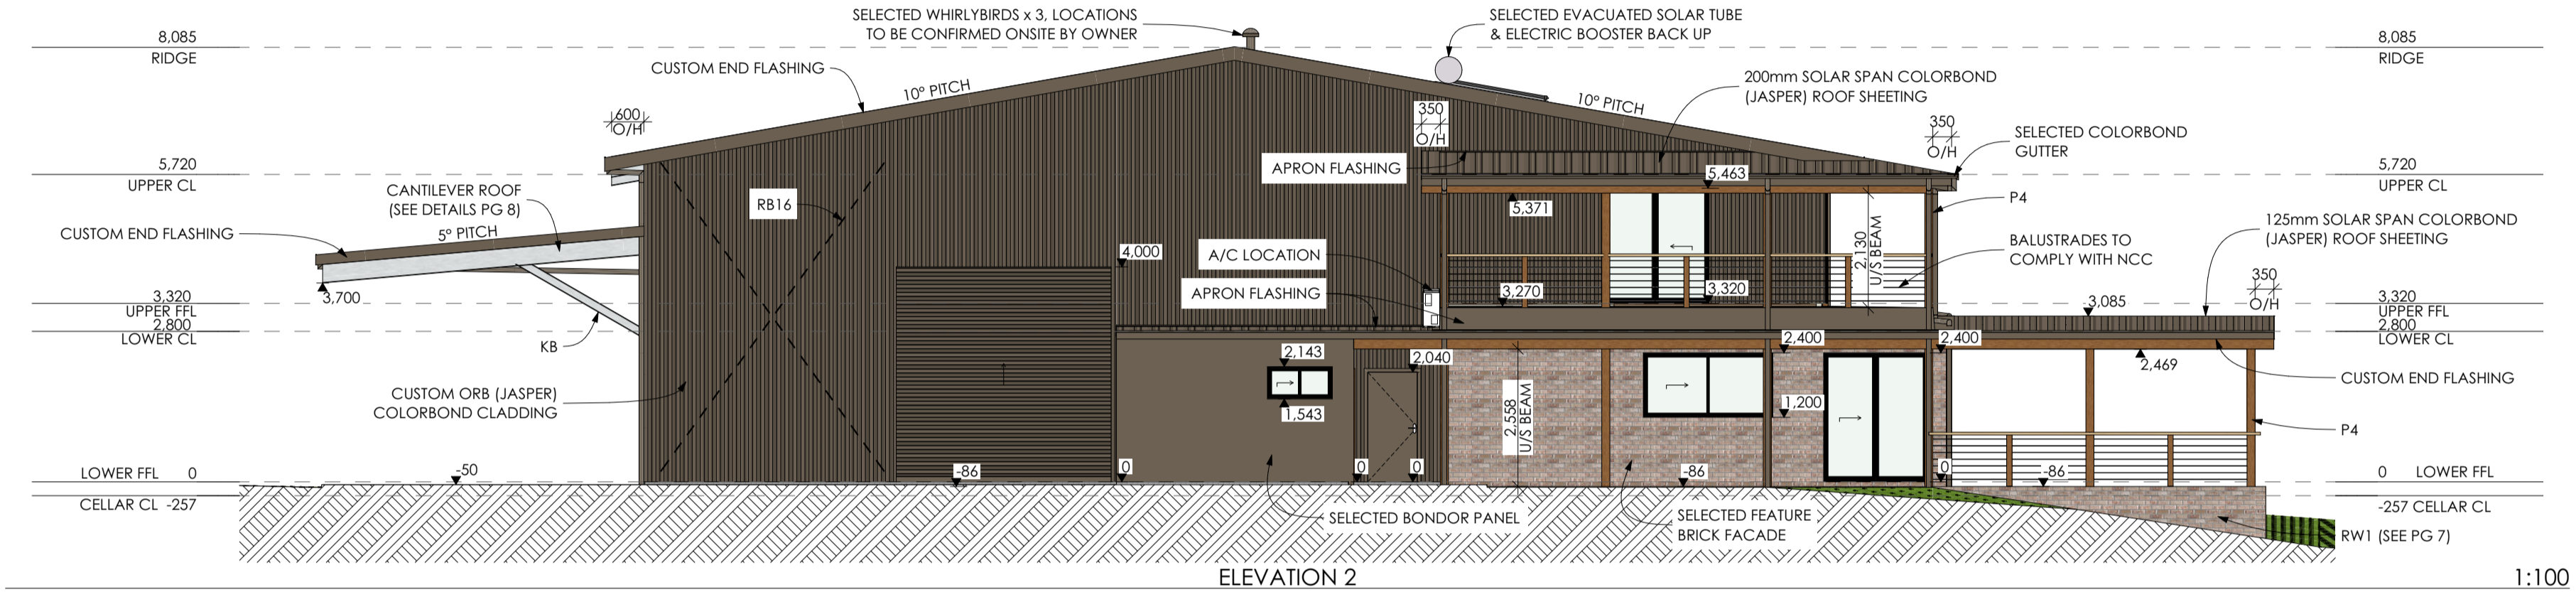 SELECTED WHIRLYBIRDS x 3, LOCATIONS
TO BE CONFIRMED ONSITE BY OWNER
SELECTED EVACUATED SOLAR TUBE
& ELECTRIC BOOSTER BACK UP
8,085
RIDGE
8,085
RIDGE
CUSTOM END FLASHING
10° PITCH
10° PITCH
200mm SOLAR SPAN COLORBOND
(JASPER) ROOF SHEETING
600
O/H
350
O/H
350
O/H
SELECTED COLORBOND
GUTTER
5,720
UPPER CL
5,720
UPPER CL
APRON FLASHING
5,463
CANTILEVER ROOF
(SEE DETAILS PG 8)
RB16
5,371
P4
CUSTOM END FLASHING
5° PITCH
125mm SOLAR SPAN COLORBOND
(JASPER) ROOF SHEETING
4,000
A/C LOCATION
2,130
U/S BEAM
BALUSTRADES TO
COMPLY WITH NCC
APRON FLASHING
3,270
3,320
350
O/H
3,700
3,085
3,320
UPPER FFL
2,800
LOWER CL
3,320
UPPER FFL
2,800
LOWER CL
KB
2,143
2,040
2,400
2,400
2,469
CUSTOM END FLASHING
CUSTOM ORB (JASPER)
COLORBOND CLADDING
1,543
2,558
U/S BEAM
1,200
P4
LOWER FFL 0
-50
-86
0
0
0
-86
0
-86
0 LOWER FFL
CELLAR CL -257
-257 CELLAR CL
SELECTED BONDOR PANEL
SELECTED FEATURE
BRICK FACADE
RW1 (SEE PG 7)
ELEVATION 2
1:100